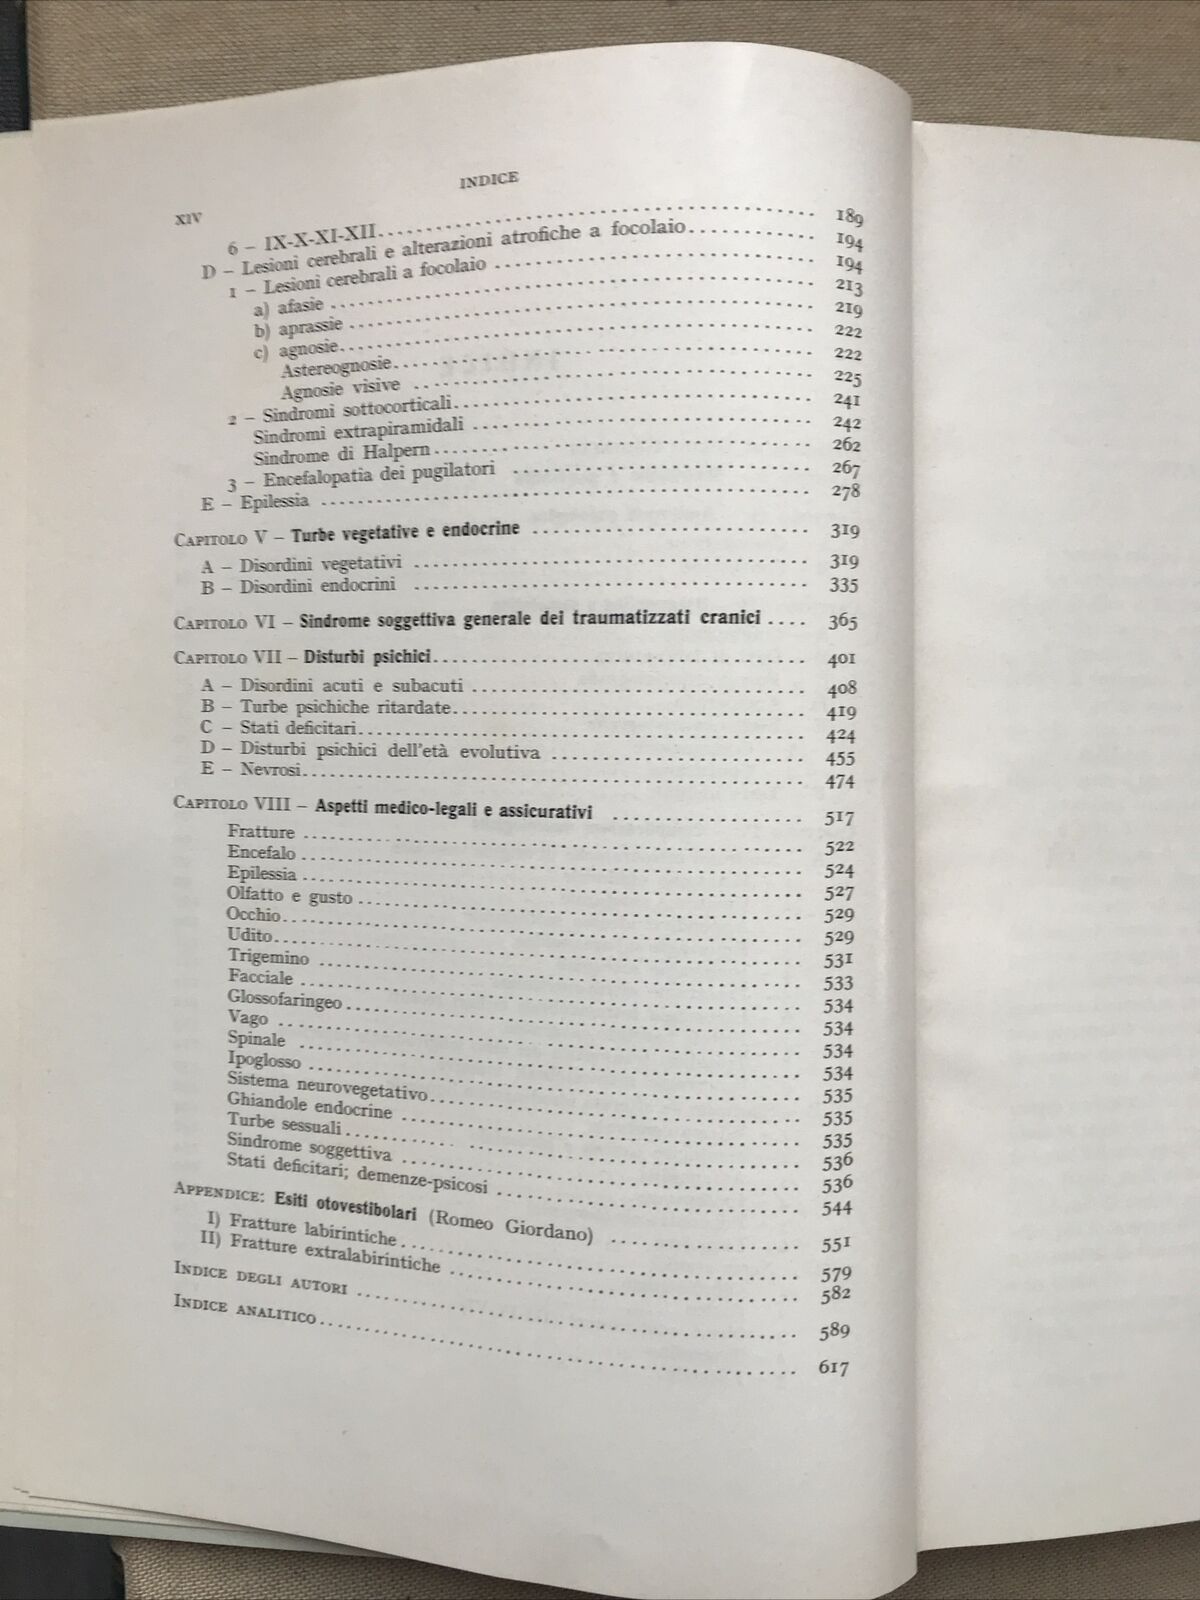 INDICE
XIV
6 – IX-X-XI-XII 189
D – Lesioni cerebrali e alterazioni atrofiche a focolaio 194
1 – Lesioni cerebrali a focolaio 194
a) afasie 213
b) aprassie 219
c) agnosie 222
Astereognosie 222
Agnosie visive 225
2 – Sindromi sottocorticali 241
Sindromi extrapiramidali 242
Sindrome di Halpern 262
3 – Encefalopatia dei pugilatori 267
E – Epilessia 278
CAPITOLO V – Turbe vegetative e endocrine 319
A – Disordini vegetativi 319
B – Disordini endocrini 335
CAPITOLO VI – Sindrome soggettiva generale dei traumatizzati cranici 365
CAPITOLO VII – Disturbi psichici 401
A – Disordini acuti e subacuti 408
B – Turbe psichiche ritardate 419
C – Stati deficitari 424
D – Disturbi psichici dell'età evolutiva 455
E – Nevrosi 474
CAPITOLO VIII – Aspetti medico-legali e assicurativi 517
Fratture 522
Encefalo 524
Epilessia 527
Olfatto e gusto 529
Occhio 529
Udito 531
Trigemino 533
Facciale 534
Glossofaringeo 534
Vago 534
Spinale 534
Ipoglosso 535
Sistema neurovegetativo 535
Ghiandole endocrine 535
Turbe sessuali 536
Sindrome soggettiva 536
Stati deficitari; demenze-psicosi 544
APPENDICE: Esiti otovestibolari (Romeo Giordano) 551
I) Fratture labirintiche 579
II) Fratture extralabirintiche 582
INDICE DEGLI AUTORI 589
INDICE ANALITICO 617